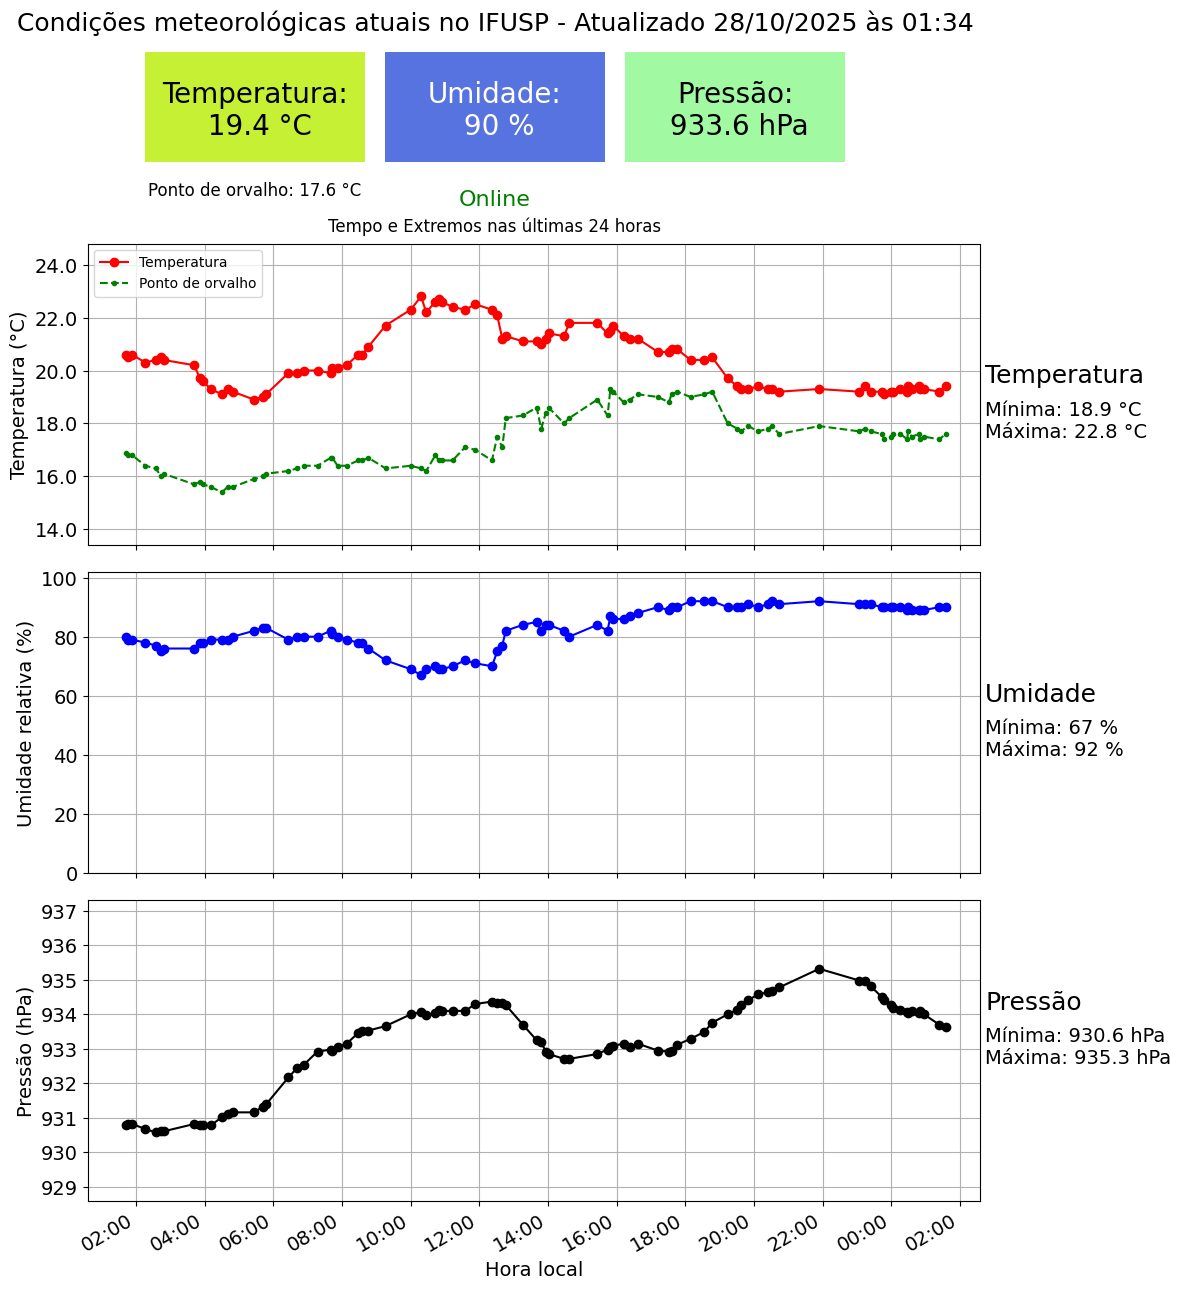 Condições meteorológicas atuais no IFUSP - Atualizado 28/10/2025 às 01:34
Temperatura:
19.4 °C
Umidade:
90 %
Pressão:
933.6 hPa
Ponto de orvalho: 17.6 °C
Online
Tempo e Extremos nas últimas 24 horas
Temperatura (°C)
24.0
22.0
20.0
18.0
16.0
14.0
Temperatura
Ponto de orvalho
Temperatura
Mínima: 18.9 °C
Máxima: 22.8 °C
Umidade relativa (%)
100
80
60
40
20
0
Umidade
Mínima: 67 %
Máxima: 92 %
Pressão (hPa)
937
936
935
934
933
932
931
930
929
Pressão
Mínima: 930.6 hPa
Máxima: 935.3 hPa
02:00
04:00
06:00
08:00
10:00
12:00
14:00
16:00
18:00
20:00
22:00
00:00
02:00
Hora local